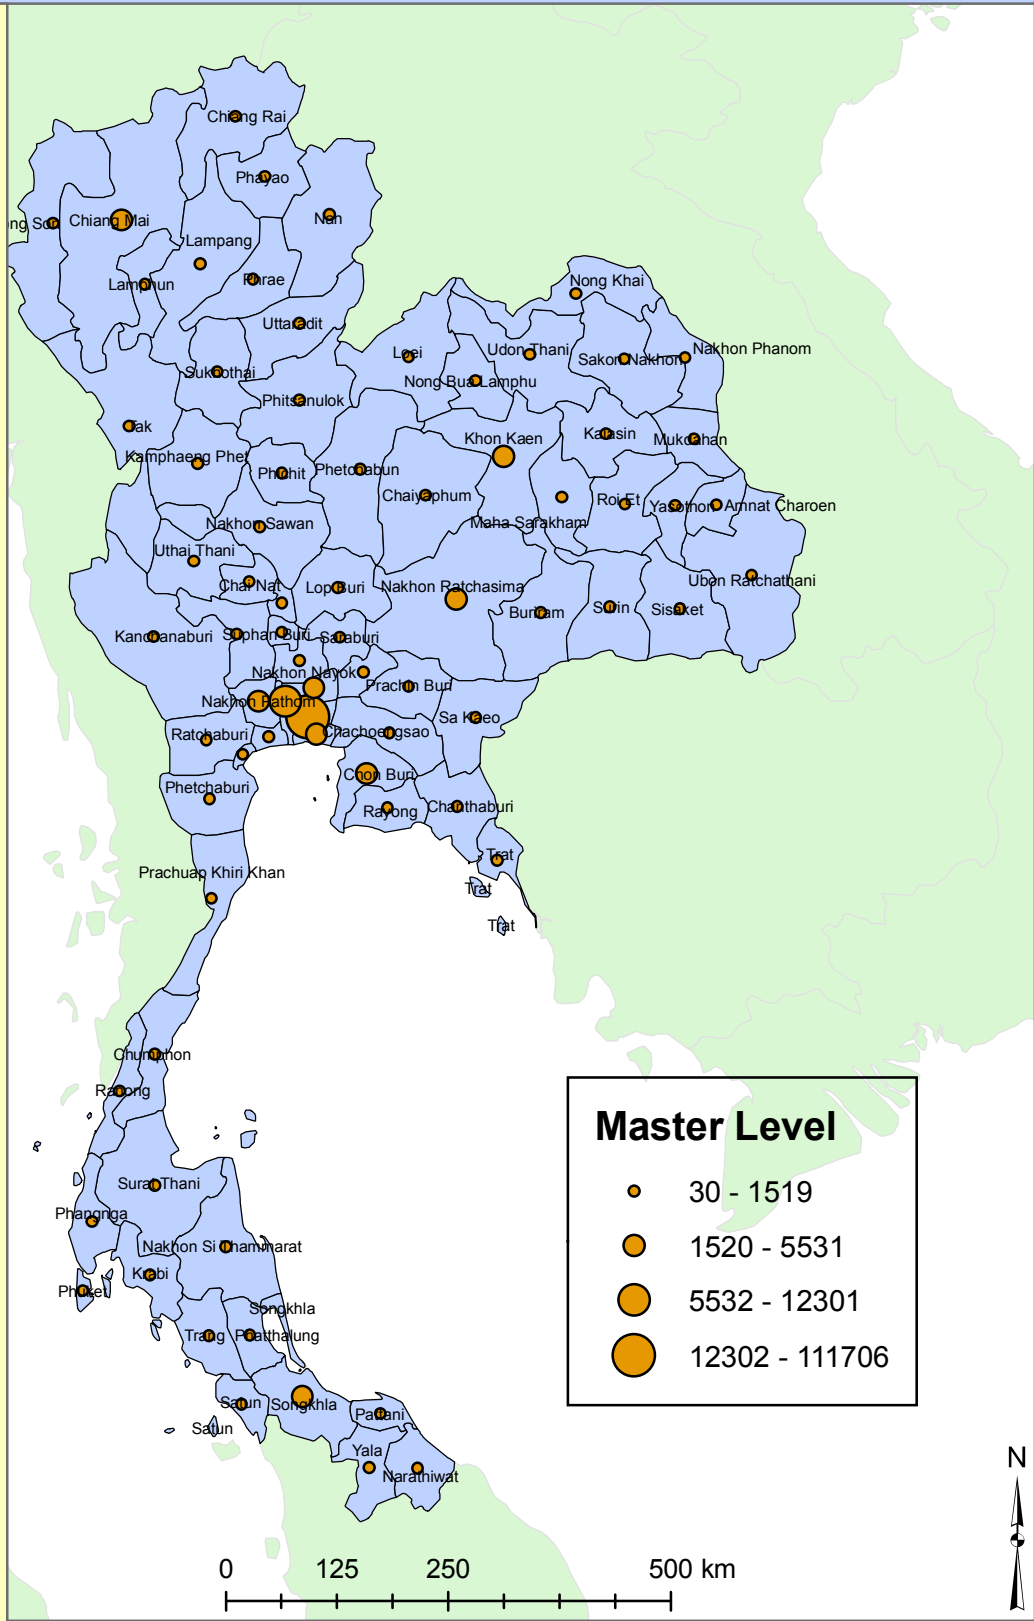 Chiang Rai
Phayao
Nan
ong Son
Chiang Mai
Lampang
Lamphun
Phrae
Uttaradit
Nong Khai
Loei
Udon Thani
Sakon Nakhon
Nakhon Phanom
Sukhothai
Nong Bua Lamphu
Phitsanulok
Tak
Khon Kaen
Kalasin
Mukdahan
Kamphaeng Phet
Phichit
Phetchabun
Chaiyaphum
Roi Et
Yasothon
Amnat Charoen
Nakhon Sawan
Maha Sarakham
Uthai Thani
Chai Nat
Lop Buri
Nakhon Ratchasima
Ubon Ratchathani
Buriram
Surin
Sisaket
Kanchanaburi
Suphan Buri
Saraburi
Nakhon Nayok
Prachin Buri
Nakhon Pathom
Sa Kaeo
Ratchaburi
Chachoengsao
Chon Buri
Phetchaburi
Rayong
Chanthaburi
Trat
Prachuap Khiri Khan
Trat
Trat
Chumphon
Ranong
Master Level
30 - 1519
1520 - 5531
5532 - 12301
12302 - 111706
Surat Thani
Phangnga
Nakhon Si Thammarat
Krabi
Phuket
Songkhla
Trang
Phatthalung
Satun
Songkhla
Pattani
Satun
Yala
Narathiwat
N
0 125 250 500 km